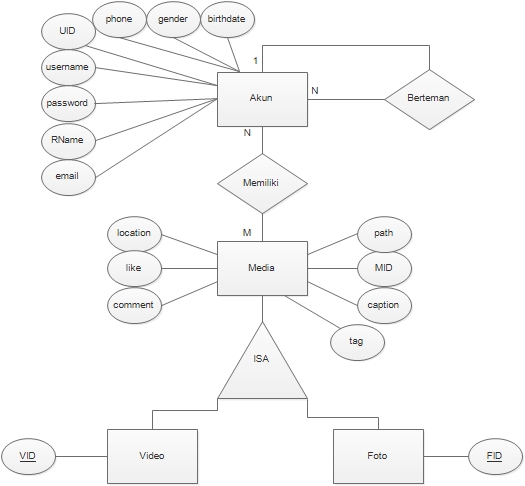 phone
gender
birthdate
UID
username
password
RName
email
1
Akun
N
Berteman
N
Memiliki
M
location
like
comment
Media
path
MID
caption
tag
ISA
VID
Video
Foto
FID